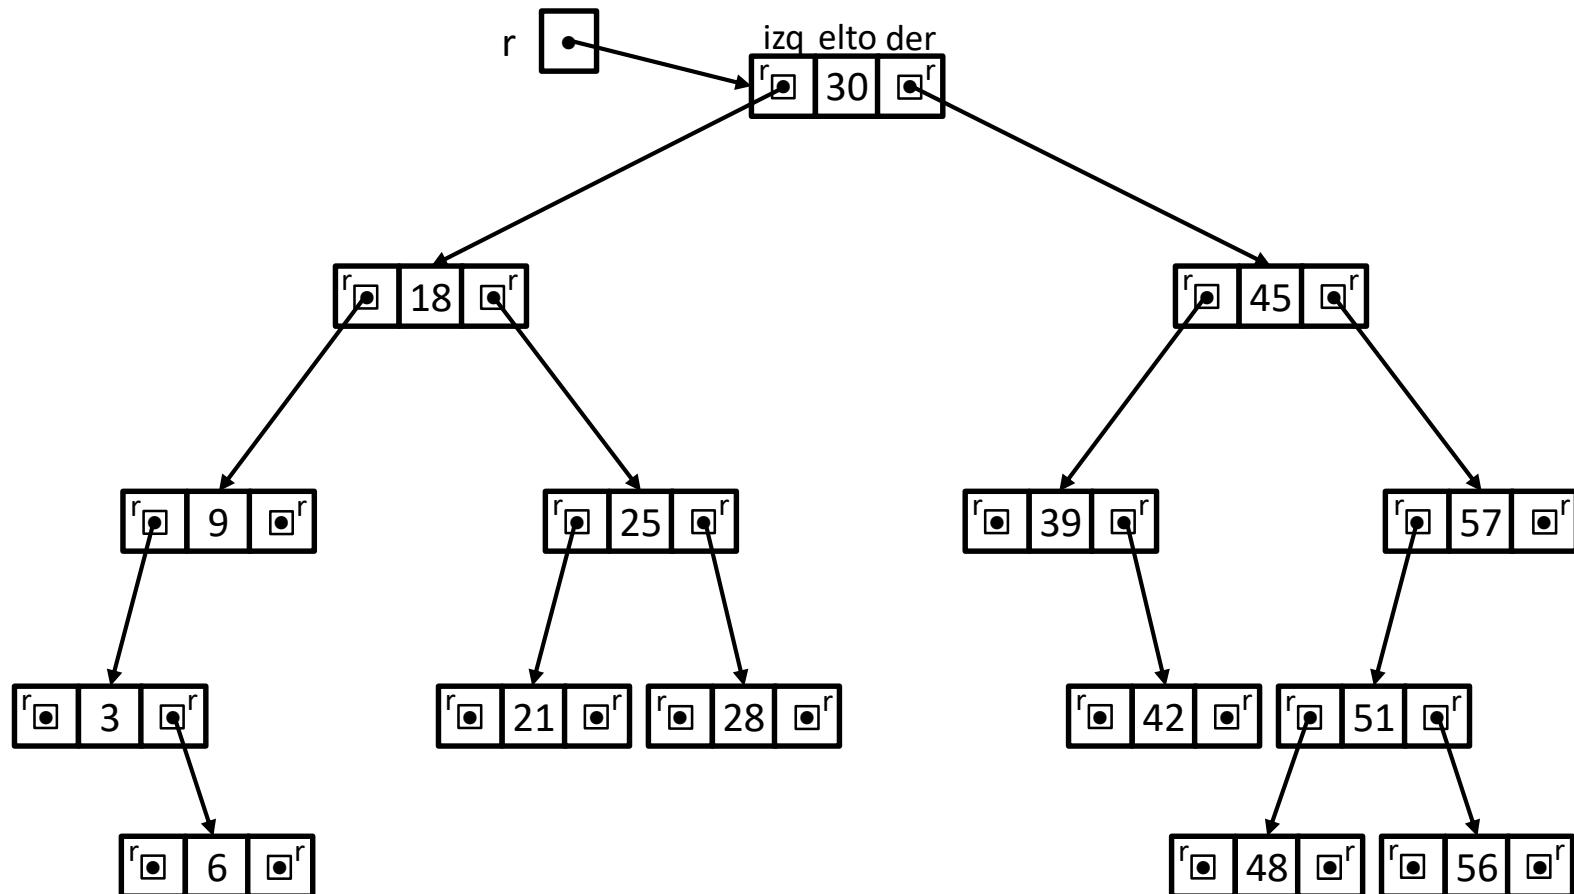 r
izq elto der
r 30 r
r 18 r
r 45 r
r 9 r
r 25 r
r 39 r
r 57 r
r 3 r
r 21 r
r 28 r
r 42 r
r 51 r
r 6 r
r 48 r
r 56 r